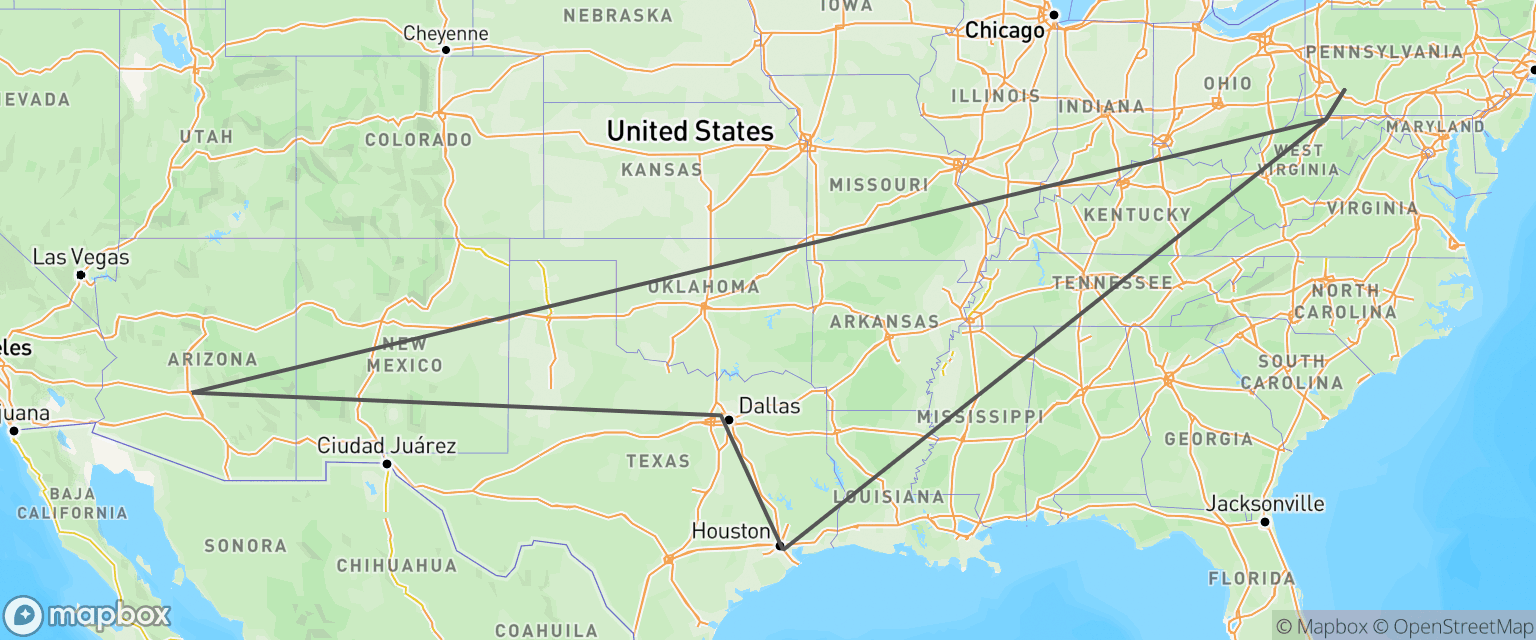 NEBRASKA
IOWA
Chicago
Cheyenne
PENNSYLVANIA
OHIO
EVADA
ILLINOIS
INDIANA
UTAH
COLORADO
United States
MARYLAND
WEST
VIRGINIA
KANSAS
MISSOURI
KENTUCKY
VIRGINIA
Las Vegas
OKLAHOMA
TENNESSEE
NORTH
CAROLINA
ARKANSAS
eles
ARIZONA
NEW
MEXICO
SOUTH
CAROLINA
juana
Dallas
MISSISSIPPI
Ciudad Juárez
GEORGIA
TEXAS
BAJA
CALIFORNIA
LOUISIANA
Jacksonville
Houston
SONORA
CHIHUAHUA
FLORIDA
COAHUILA
mapbox
© Mapbox © OpenStreetMap